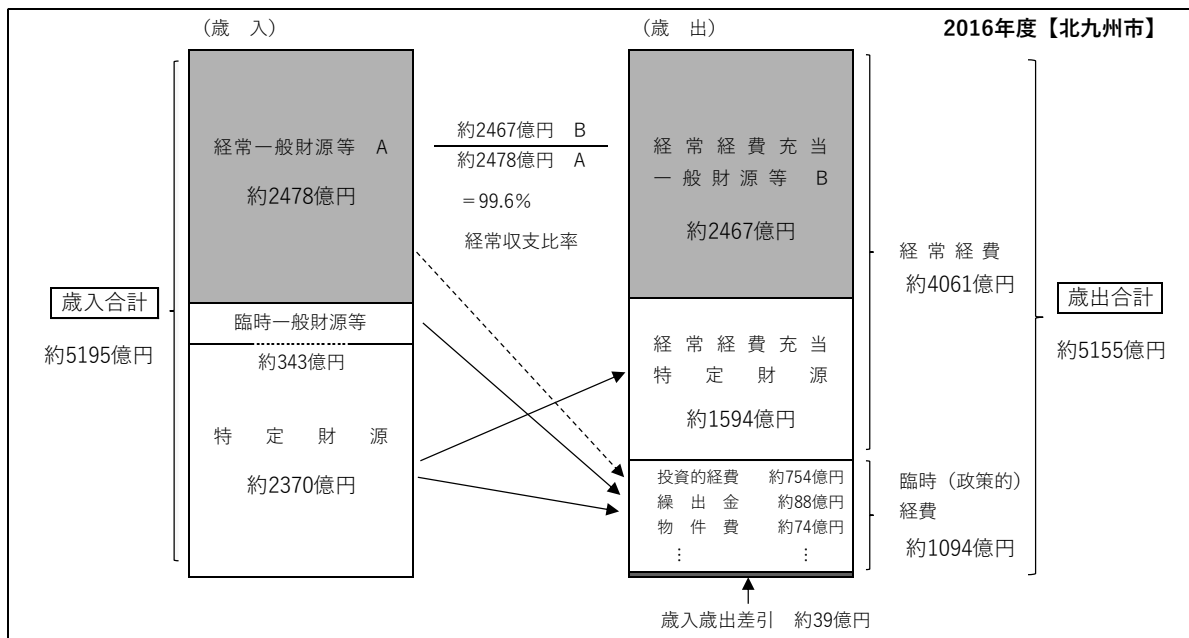 2016年度【北九州市】
(歳 入)
(歳 出)
経常一般財源等 A
約2478億円
臨時一般財源等
約343億円
特 定 財 源
約2370億円
歳入合計
約5195億円
約2467億円 B
約2478億円 A
=99.6%
経常収支比率
経 常 経 費 充 当
一 般 財 源 等 B
約2467億円
経 常 経 費 充 当
特 定 財 源
約1594億円
投資的経費 約754億円
繰 出 金 約88億円
物 件 費 約74億円
⋮ ⋮
経 常 経 費
約4061億円
臨時(政策的)
経費
約1094億円
歳出合計
約5155億円
歳入歳出差引 約39億円